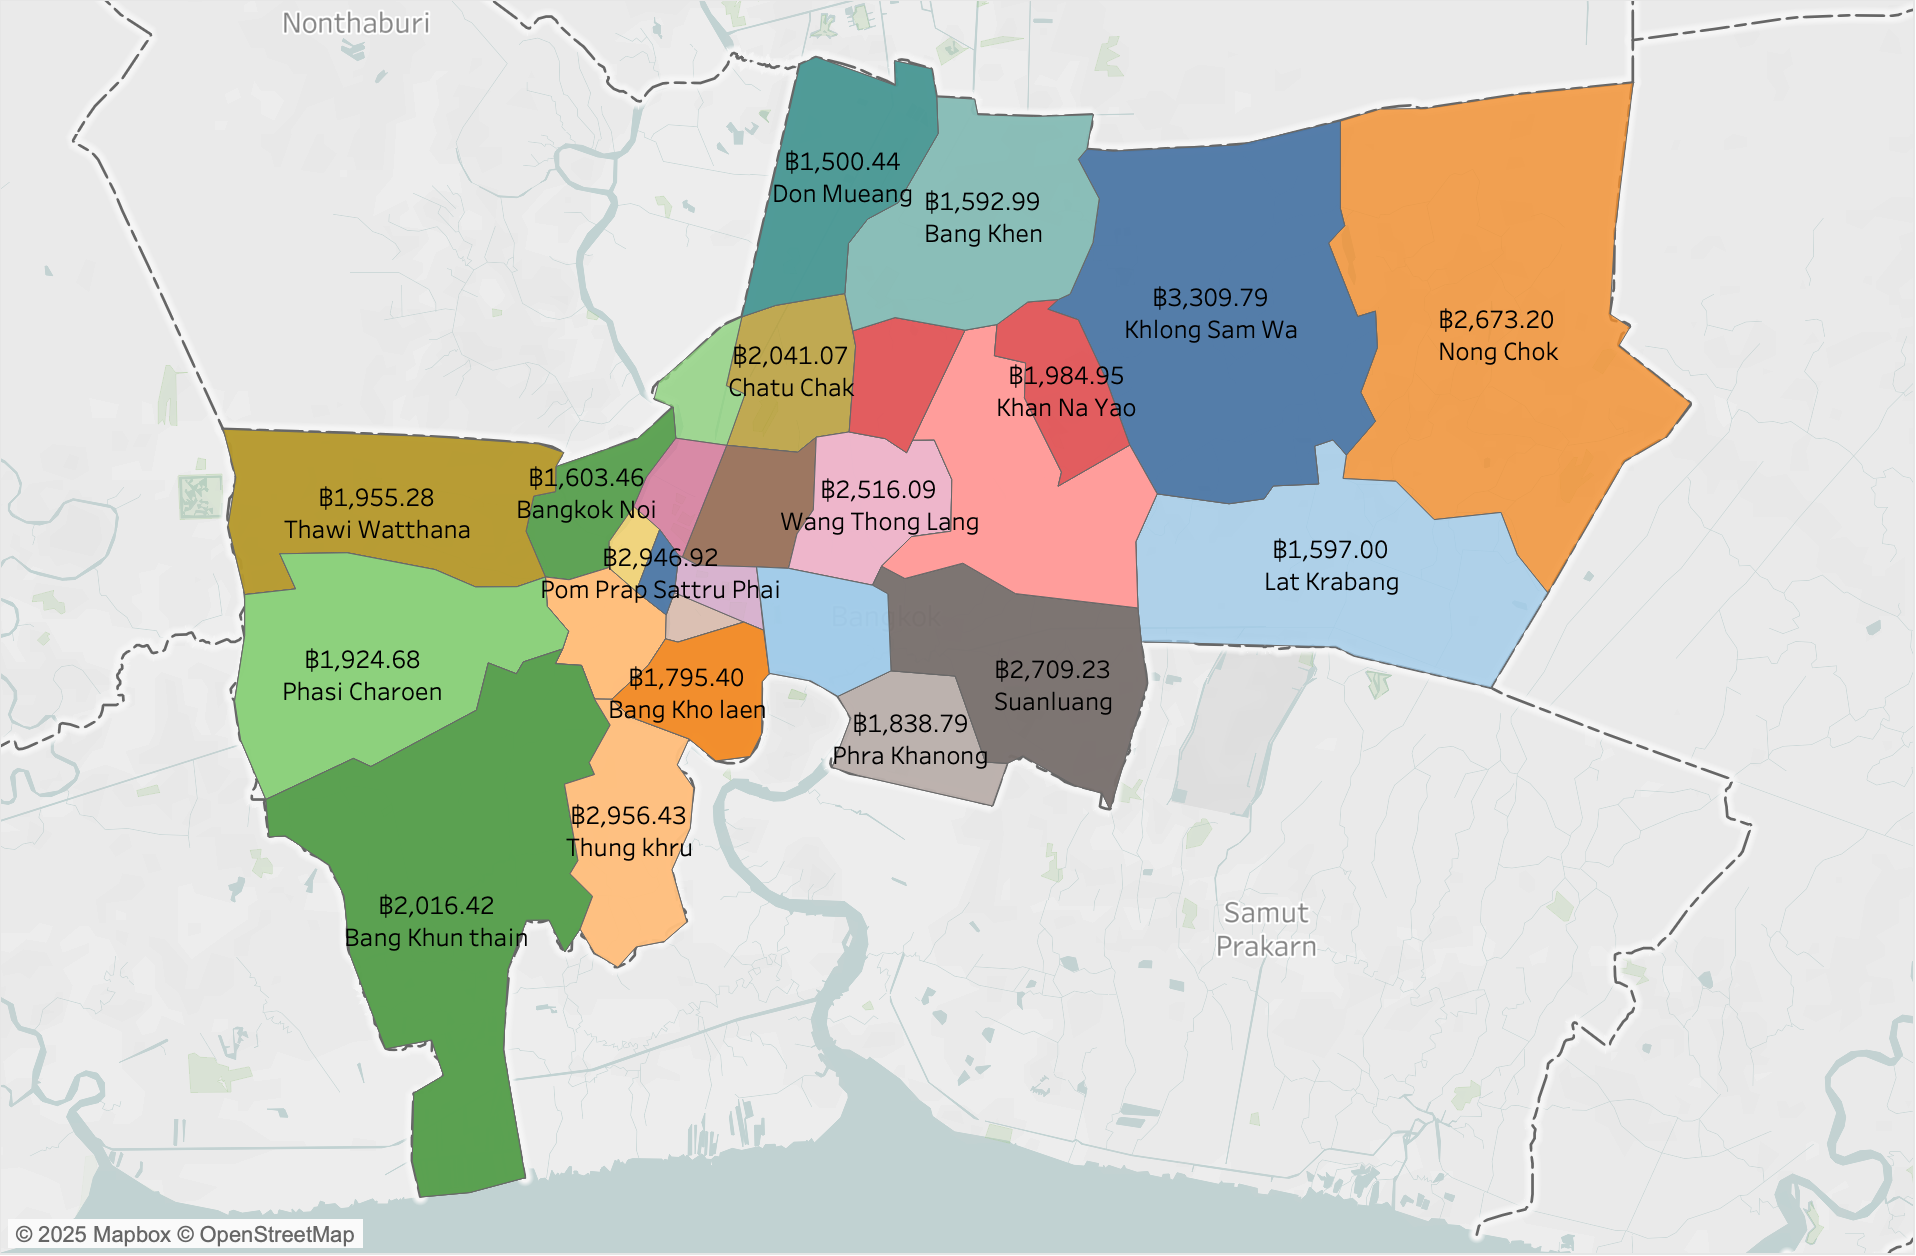 Nonthaburi
฿1,500.44
Don Mueang
฿1,592.99
Bang Khen
฿3,309.79
Khlong Sam Wa
฿2,673.20
Nong Chok
฿2,041.07
Chatu Chak
฿1,984.95
Khan Na Yao
฿1,955.28
Thawi Watthana
฿1,603.46
Bangkok Noi
฿2,516.09
Wang Thong Lang
฿2,946.92
Pom Prap Sattru Phai
฿1,597.00
Lat Krabang
Bangkok
฿1,924.68
Phasi Charoen
฿1,795.40
Bang Kho laen
฿2,709.23
Suanluang
฿1,838.79
Phra Khanong
฿2,956.43
Thung khru
฿2,016.42
Bang Khun thain
Samut
Prakarn
© 2025 Mapbox © OpenStreetMap